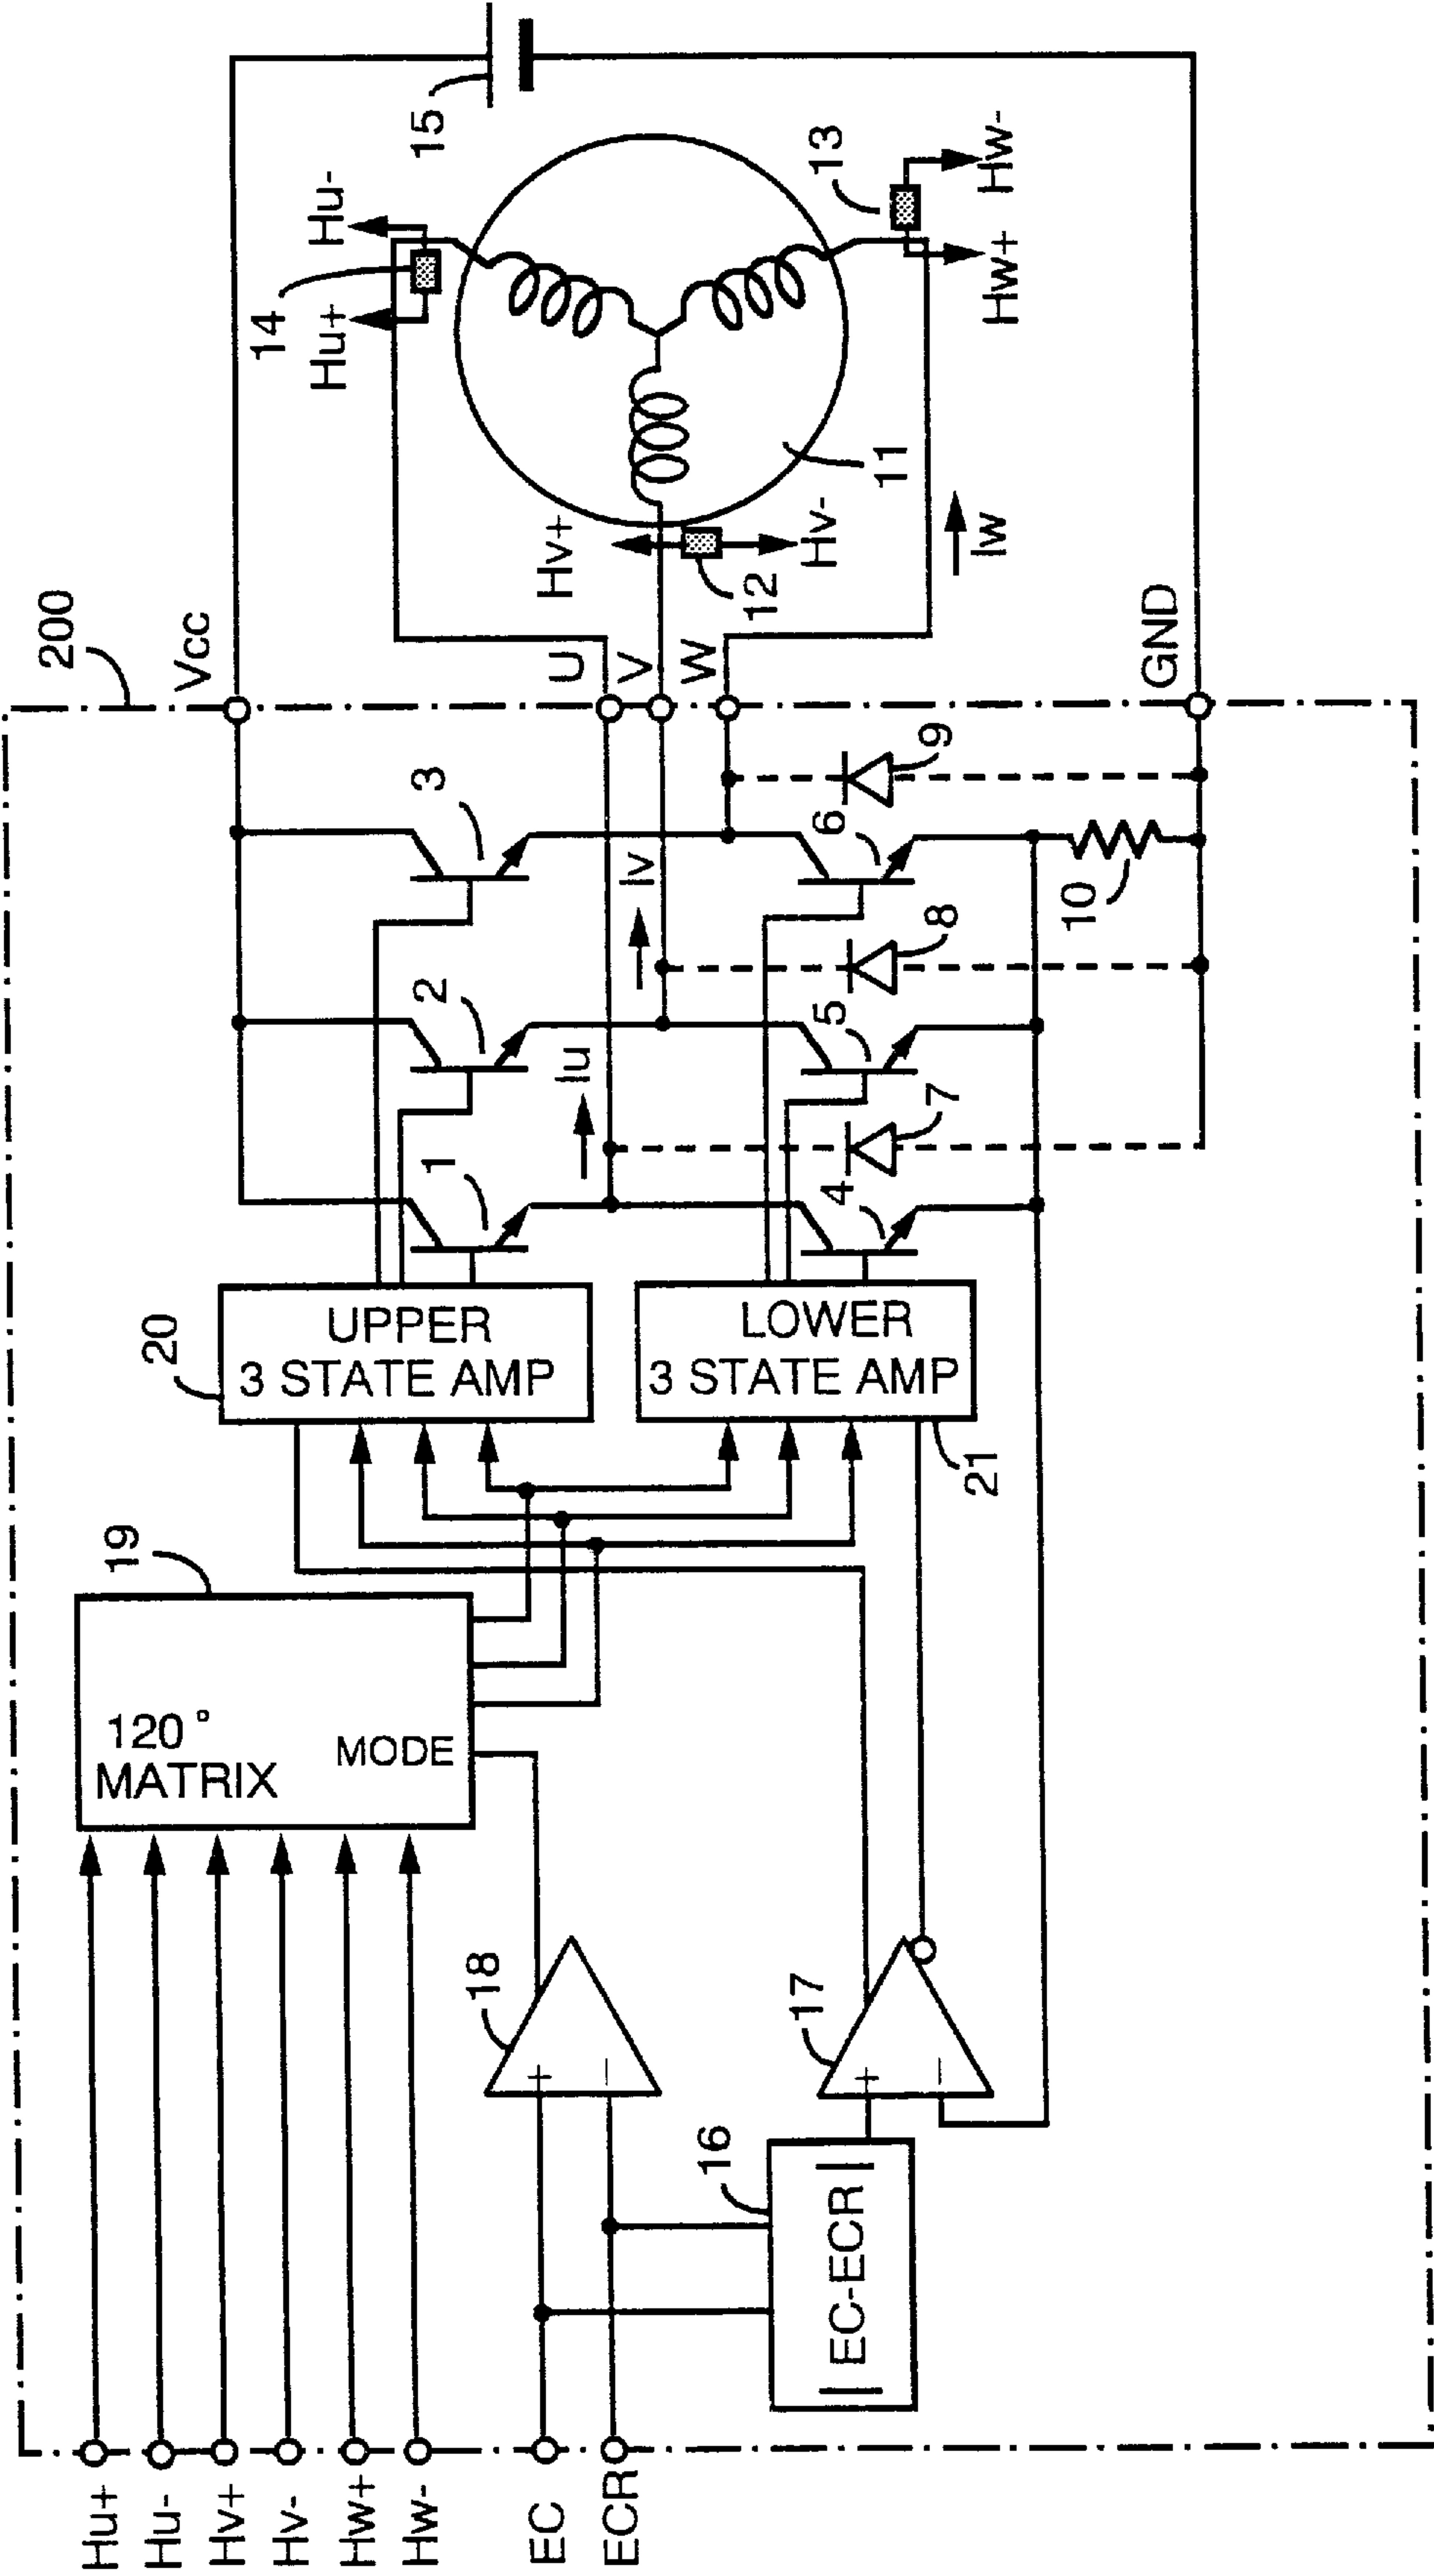 200
Hu+
Hu-
Hv+
Hv-
Hw+
Hw-
EC
ECR
19
120°
MATRIX
MODE
18
+
−
16
|EC-ECR|
17
+
−
20
UPPER
3 STATE AMP
LOWER
3 STATE AMP
21
1
2
3
4
5
6
7
8
9
10
Iu
Iv
Vcc
U
V
W
GND
Iw
Hu+
Hu-
14
Hv+
Hv-
12
11
Hw+
Hw-
13
15